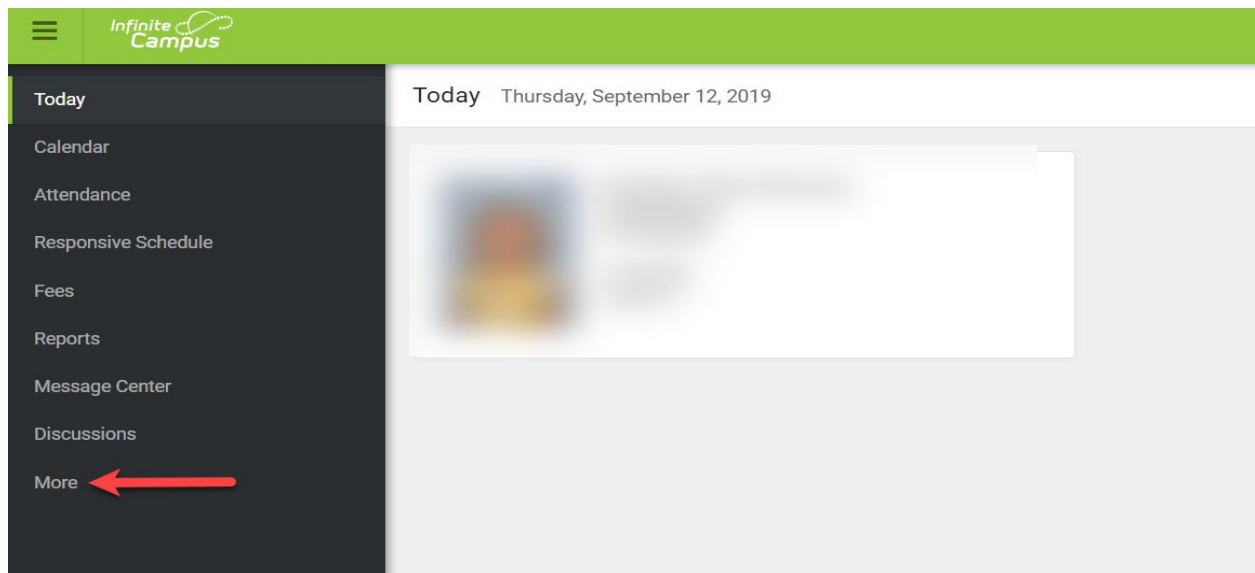 Infinite
Campus
Today
Calendar
Attendance
Responsive Schedule
Fees
Reports
Message Center
Discussions
More
Today Thursday, September 12, 2019